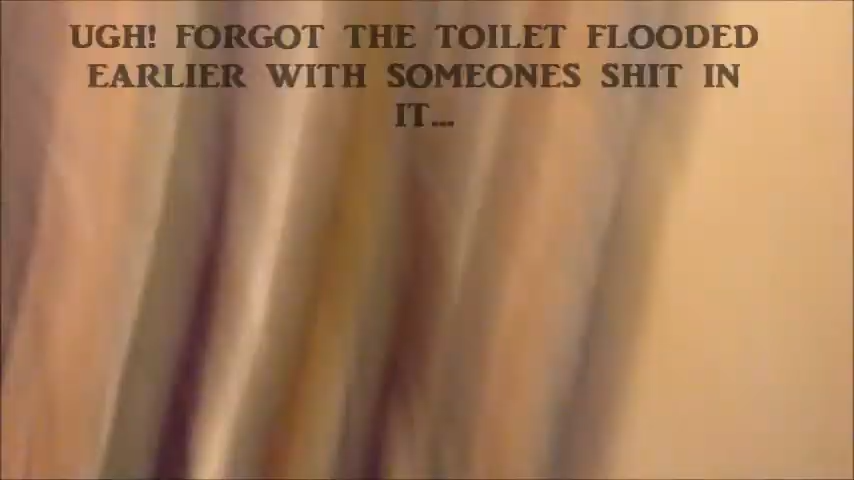 UGH! FORGOT THE TOILET FLOODED
EARLIER WITH SOMEONES SHIT IN
IT...